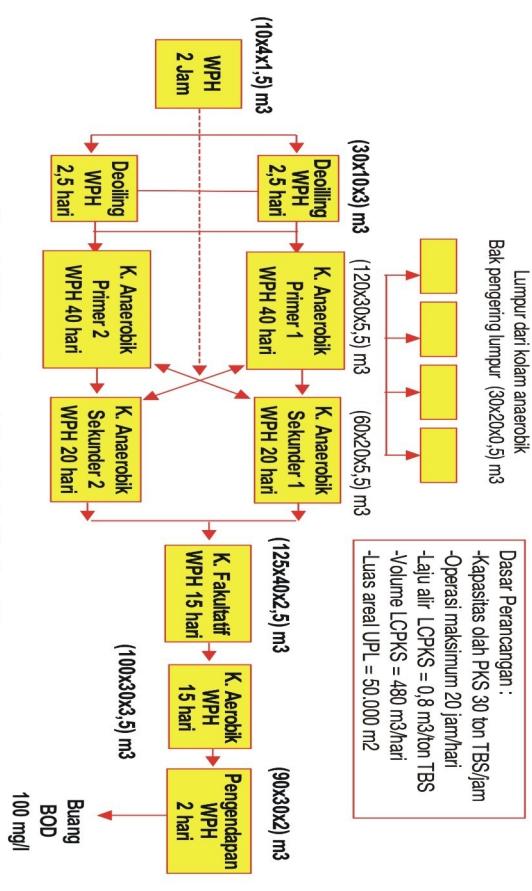 Lumpur dari kolam anaerobik
Bak pengering lumpur (30x20x0,5) m3
Dasar Perancangan :
-Kapasitas olah PKS 30 ton TBS/jam
-Operasi maksimum 20 jam/hari
-Laju alir LCPKS = 0,8 m3/ton TBS
-Volume LCPKS = 480 m3/hari
-Luas areal UPL = 50.000 m2
(30x10x3) m3
(120x30x5,5) m3
(60x20x5,5) m3
Deoilling
WPH
2,5 hari
K. Anaerobik
Primer 1
WPH 40 hari
K. Anaerobik
Sekunder 1
WPH 20 hari
(10x4x1,5) m3
WPH
2 Jam
(125x40x2,5) m3
(90x30x2) m3
K. Fakultatif
WPH 15 hari
K. Aerobik
WPH
15 hari
Pengendapan
WPH
2 hari
(100x30x3,5) m3
Deoiling
WPH
2,5 hari
K. Anaerobik
Primer 2
WPH 40 hari
K. Anaerobik
Sekunder 2
WPH 20 hari
Buang
BOD
100 mg/l